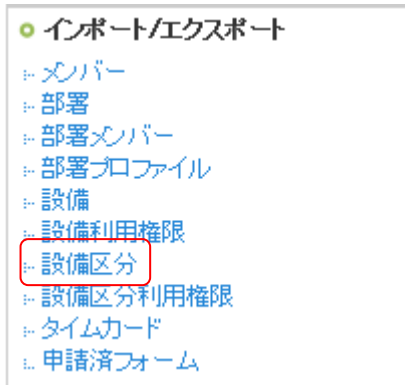 インポート/エクスポート
メンバー
部署
部署メンバー
部署プロファイル
設備
設備利用権限
設備区分
設備区分利用権限
タイムカード
申請済フォーム